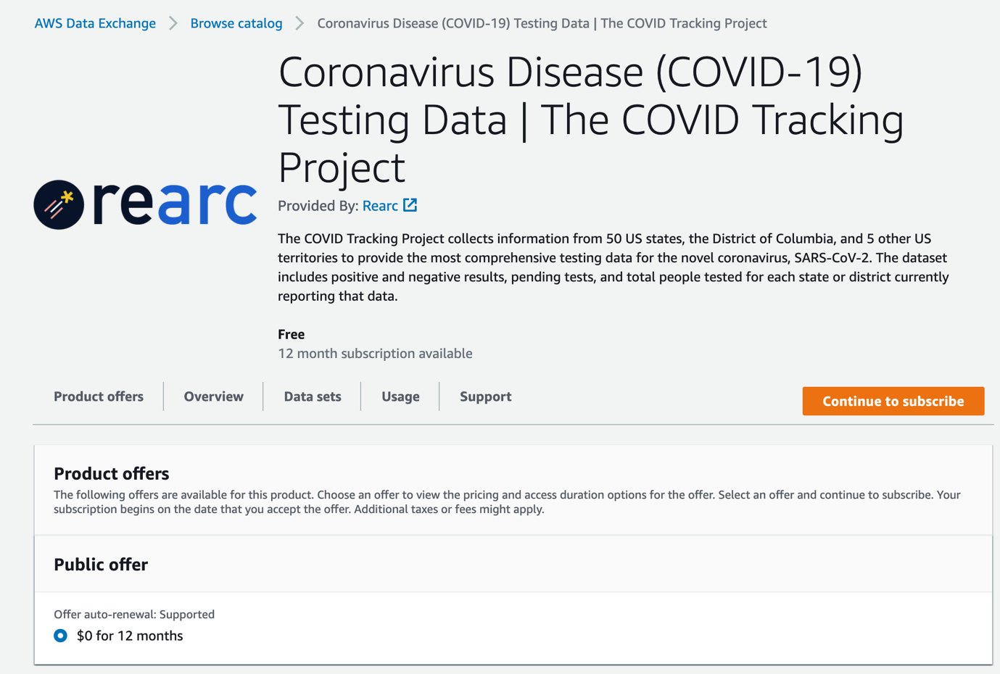 AWS Data Exchange > Browse catalog > Coronavirus Disease (COVID-19) Testing Data | The COVID Tracking Project
Coronavirus Disease (COVID-19)
Testing Data | The COVID Tracking
Project
rearc
Provided By: Rearc
The COVID Tracking Project collects information from 50 US states, the District of Columbia, and 5 other US
territories to provide the most comprehensive testing data for the novel coronavirus, SARS-CoV-2. The dataset
includes positive and negative results, pending tests, and total people tested for each state or district currently
reporting that data.
Free
12 month subscription available
Product offers Overview Data sets Usage Support
Continue to subscribe
Product offers
The following offers are available for this product. Choose an offer to view the pricing and access duration options for the offer. Select an offer and continue to subscribe. Your
subscription begins on the date that you accept the offer. Additional taxes or fees might apply.
Public offer
Offer auto-renewal: Supported
$0 for 12 months